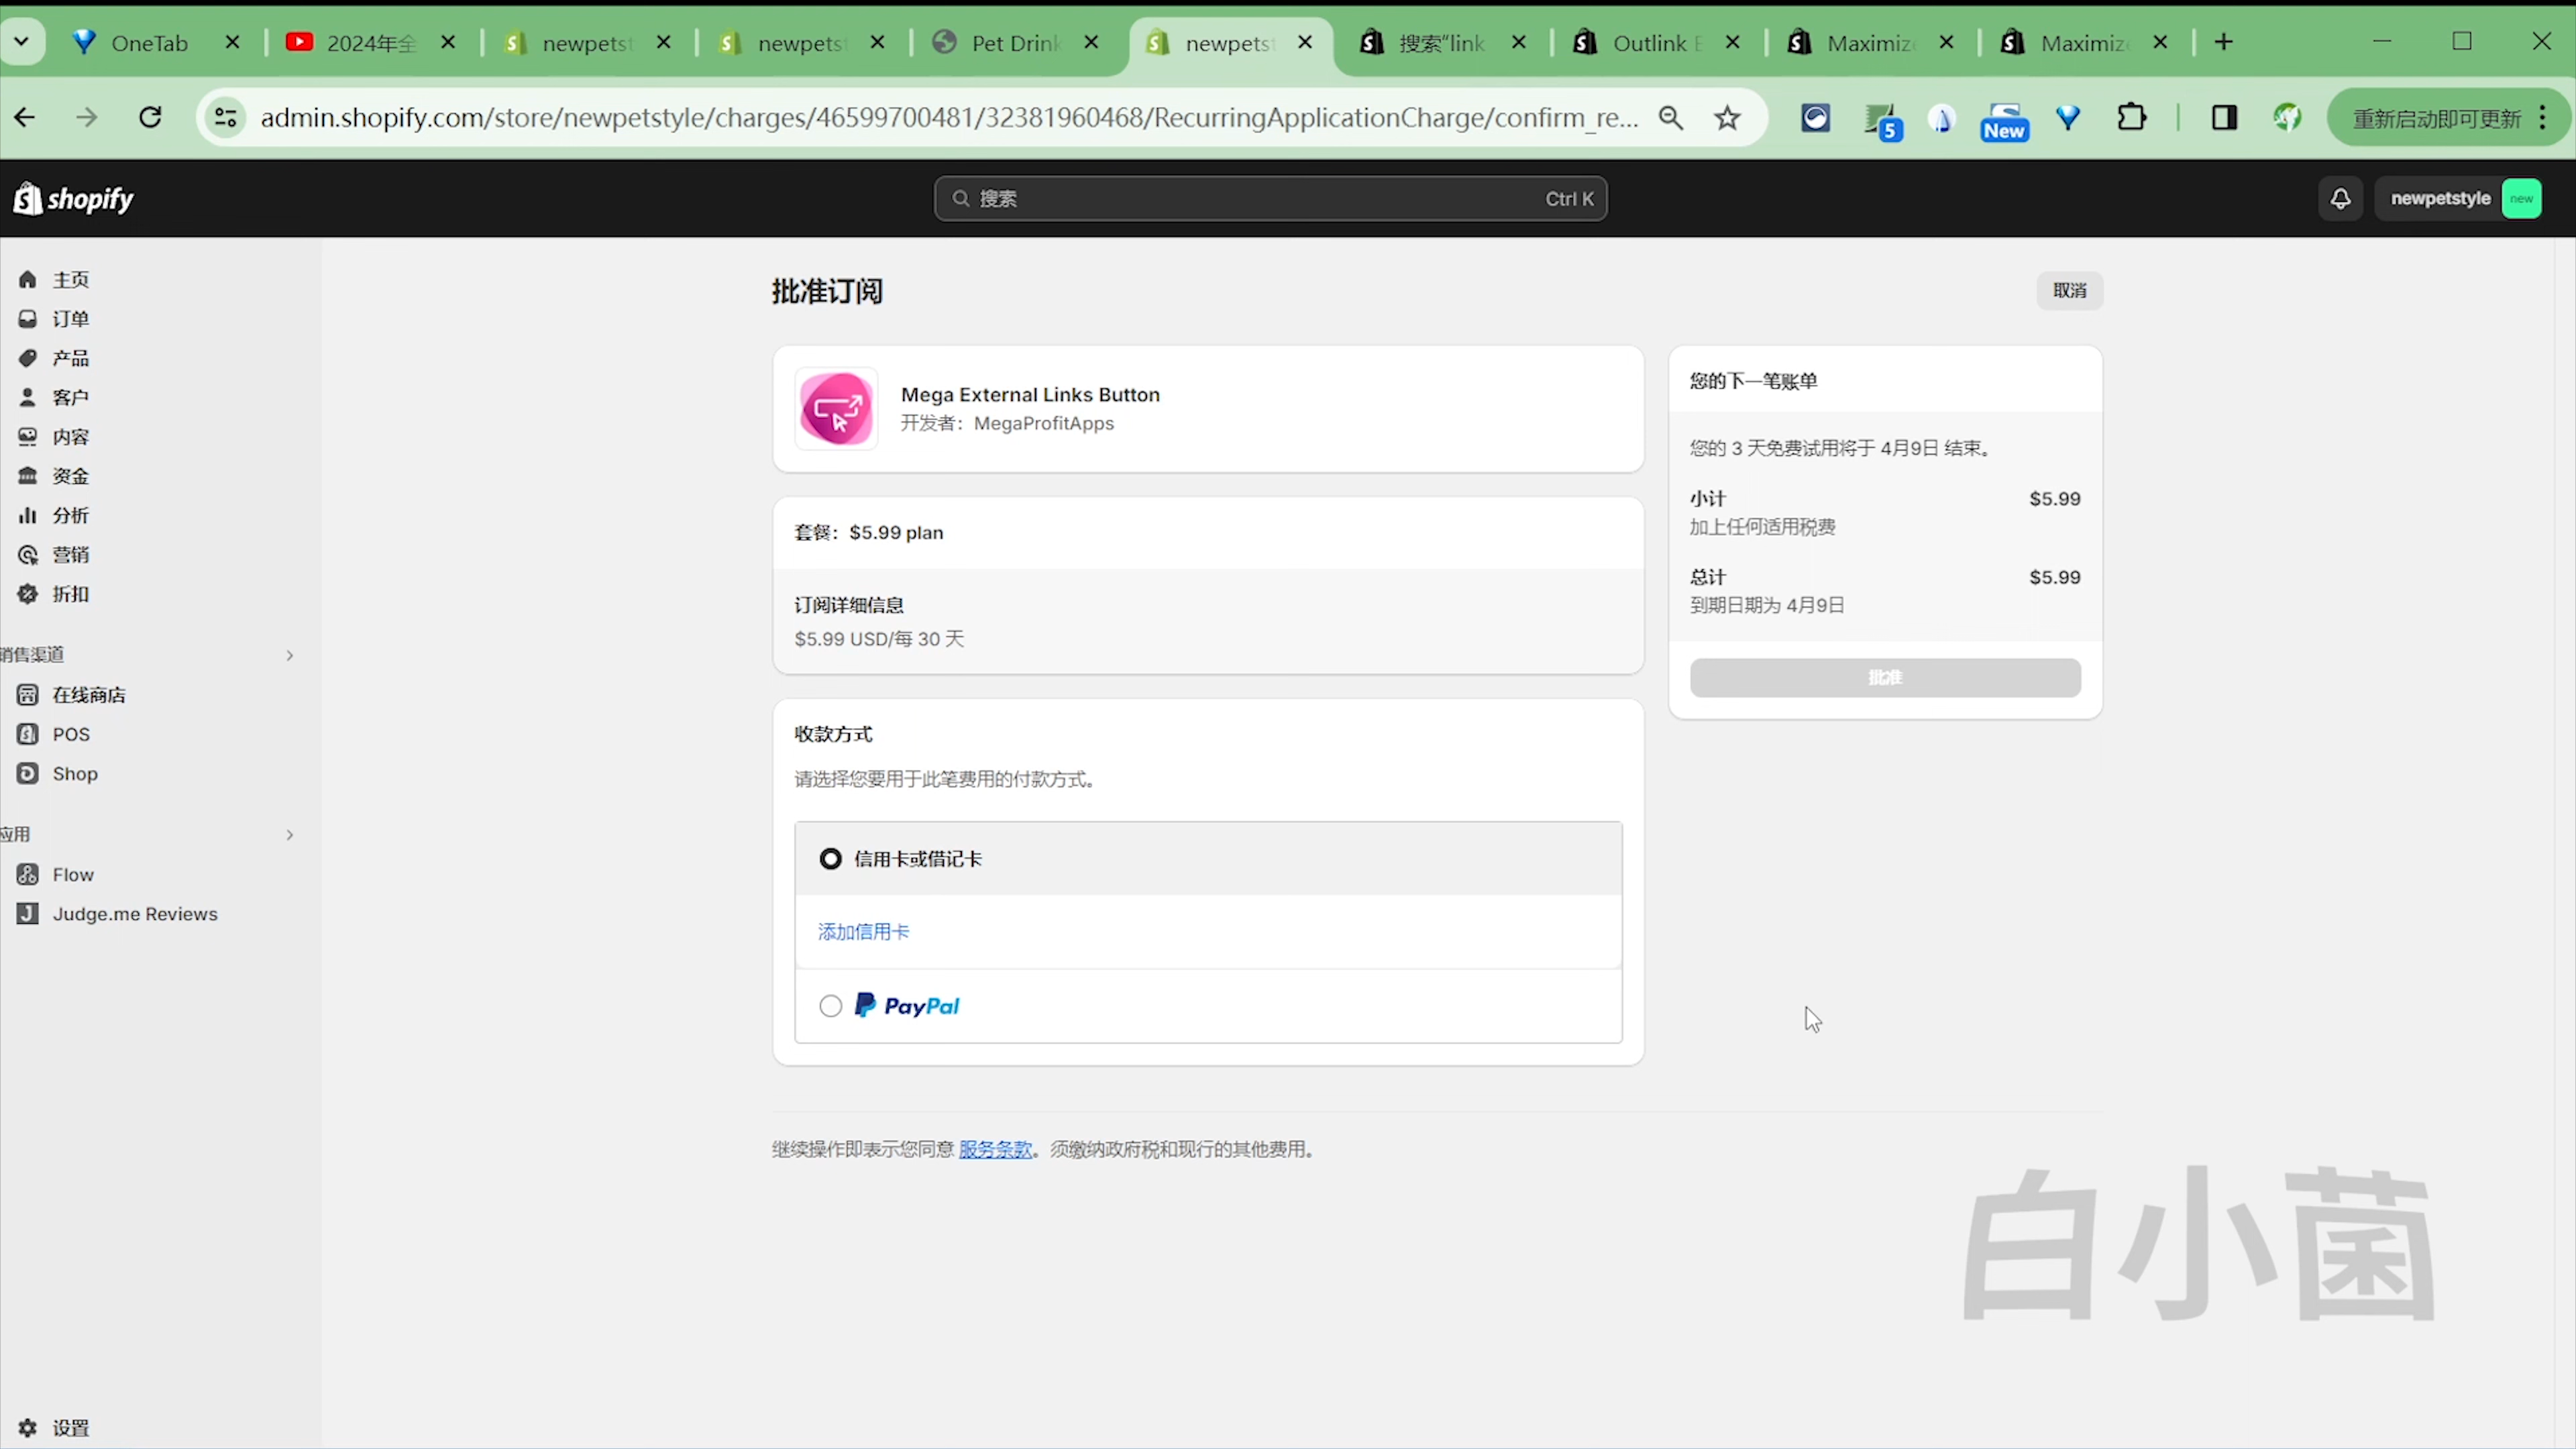 OneTab
2024年全
newpetst
newpetst
Pet Drink
newpetst
搜索"link
Outlink
Maximiz
Maximiz
admin.shopify.com/store/newpetstyle/charges/46599700481/32381960468/RecurringApplicationCharge/confirm_re...
5
New
重新启动即可更新
shopify
搜索
Ctrl K
newpetstyle
new
主页
订单
产品
客户
内容
资金
分析
营销
折扣
销售渠道
在线商店
POS
Shop
应用
Flow
Judge.me Reviews
设置
批准订阅
取消
Mega External Links Button
开发者：MegaProfitApps
套餐：$5.99 plan
订阅详细信息
$5.99 USD/每 30 天
收款方式
请选择您要用于此笔费用的付款方式。
信用卡或借记卡
添加信用卡
PayPal
您的下一笔账单
您的 3 天免费试用将于 4月9日 结束。
小计 $5.99
加上任何适用税费
总计 $5.99
到期日期为 4月9日
批准
继续操作即表示您同意 服务条款。须缴纳政府税和现行的其他费用。
白小菌